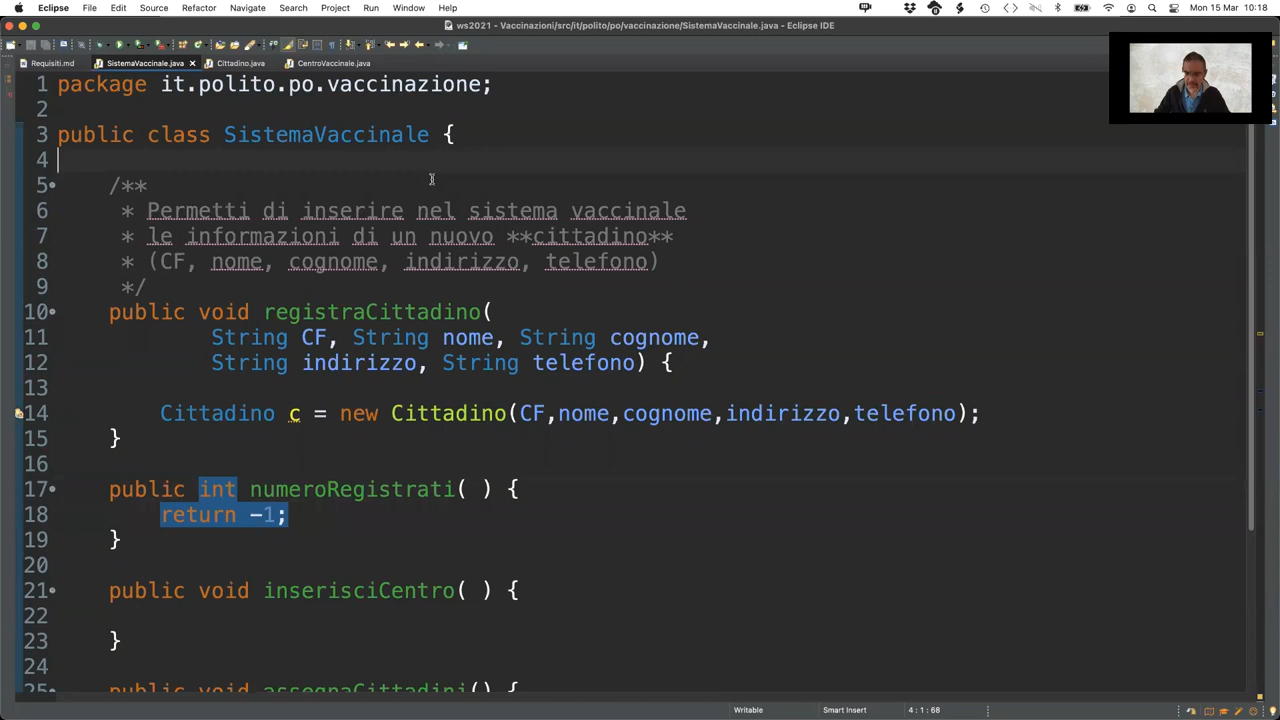 Eclipse File Edit Source Refactor Navigate Search Project Run Window Help Mon 15 Mar 10:18
ws2021 - Vaccinazioni/src/it/polito/po/vaccinazione/SistemaVaccinale.java - Eclipse IDE
Requisiti.md SistemaVaccinale.java Cittadino.java CentroVaccinale.java
1 package it.polito.po.vaccinazione;
2
3 public class SistemaVaccinale {
4
5 /**
6 * Permetti di inserire nel sistema vaccinale
7 * le informazioni di un nuovo **cittadino**
8 * (CF, nome, cognome, indirizzo, telefono)
9 */
10 public void registraCittadino(
11 String CF, String nome, String cognome,
12 String indirizzo, String telefono) {
13
14 Cittadino c = new Cittadino(CF,nome,cognome,indirizzo,telefono);
15 }
16
17 public int numeroRegistrati( ) {
18 return -1;
19 }
20
21 public void inserisciCentro( ) {
22
23 }
24
25 public void assegnaCittadini() {
Writable Smart Insert 4 : 1 : 68